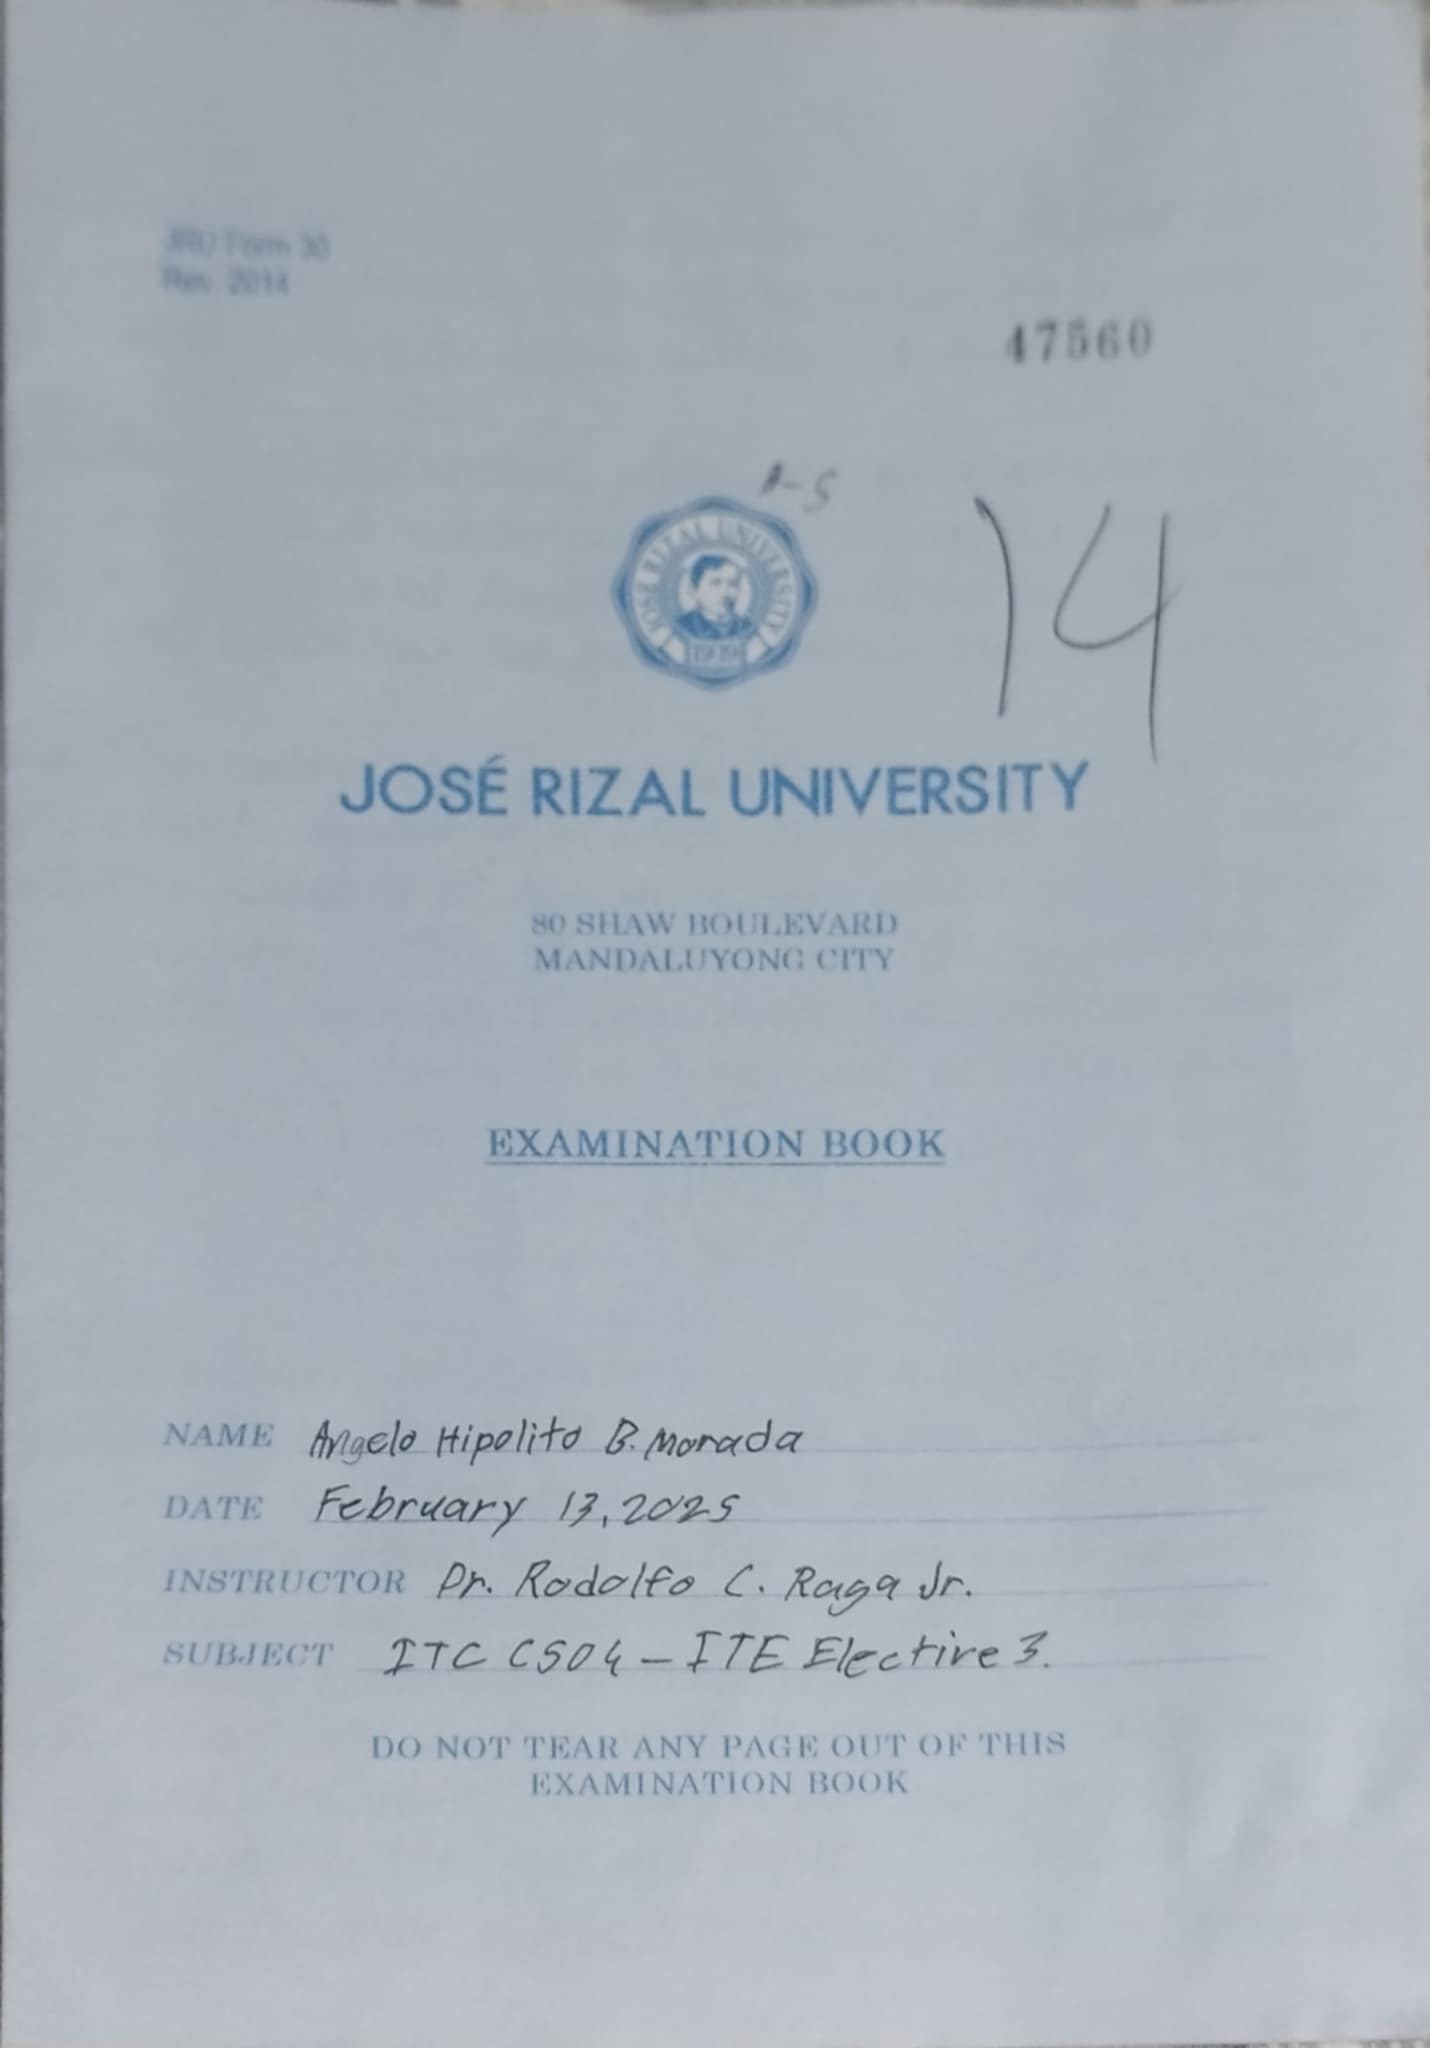 JRU Form 30
Rev. 2014
47560
A-5
14
JOSÉ RIZAL UNIVERSITY
1919
JOSÉ RIZAL UNIVERSITY
80 SHAW BOULEVARD
MANDALUYONG CITY
EXAMINATION BOOK
NAME Angelo Hipolito B. Morada
DATE February 13, 2025
INSTRUCTOR Dr. Rodolfo C. Raga Jr.
SUBJECT ITC C504 – ITE Elective 3.
DO NOT TEAR ANY PAGE OUT OF THIS
EXAMINATION BOOK